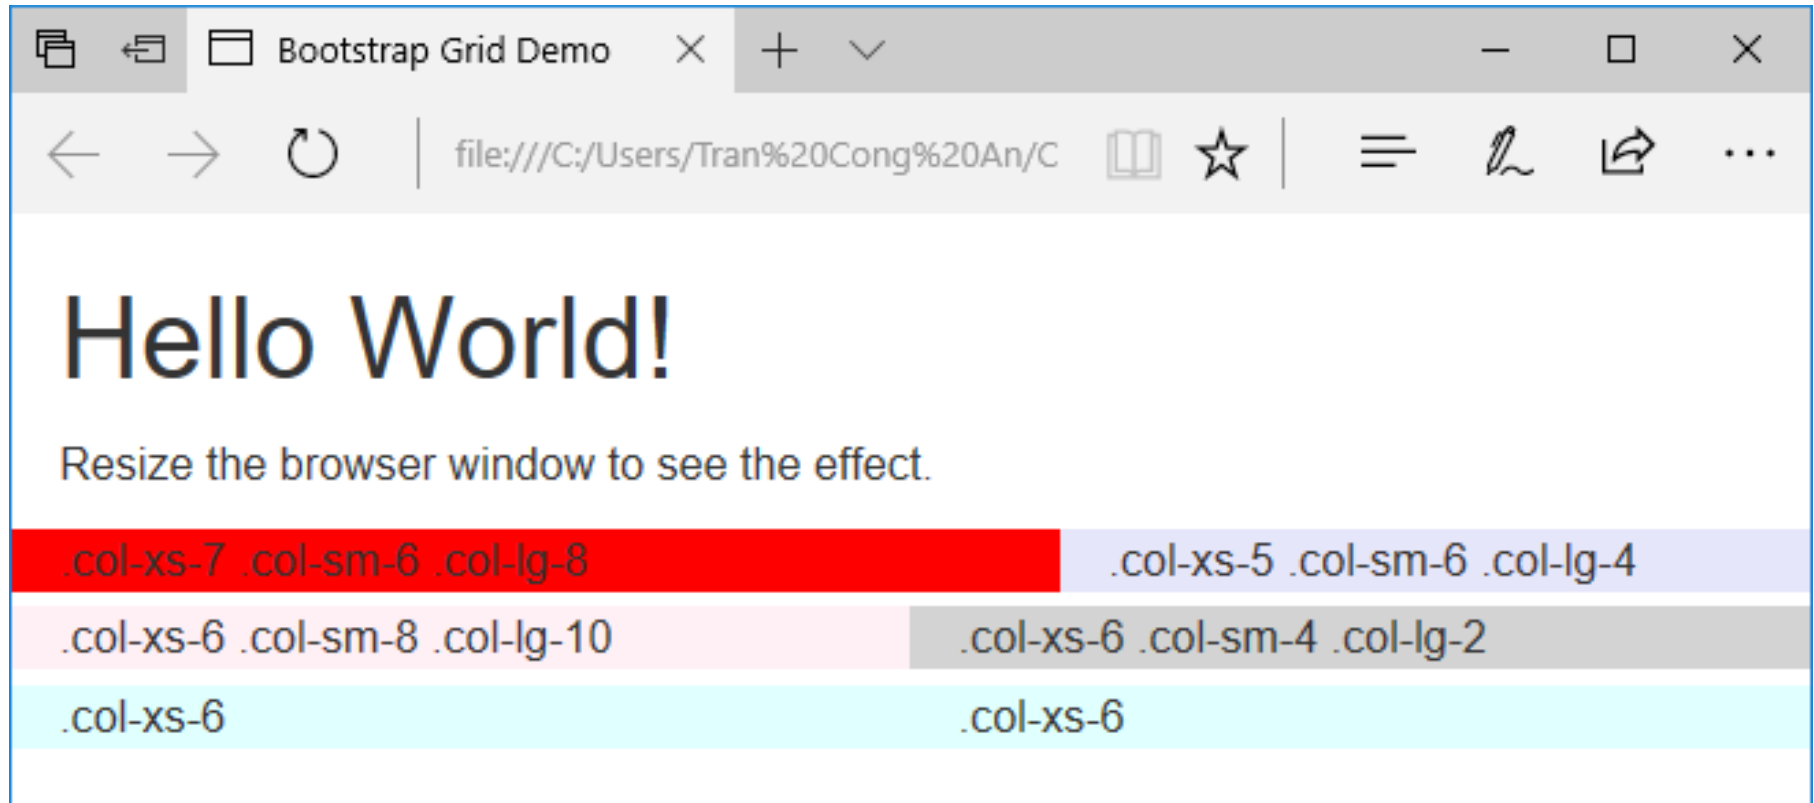 Bootstrap Grid Demo
file:///C:/Users/Tran%20Cong%20An/C
Hello World!
Resize the browser window to see the effect.
.col-xs-7 .col-sm-6 .col-lg-8 .col-xs-5 .col-sm-6 .col-lg-4
.col-xs-6 .col-sm-8 .col-lg-10 .col-xs-6 .col-sm-4 .col-lg-2
.col-xs-6 .col-xs-6